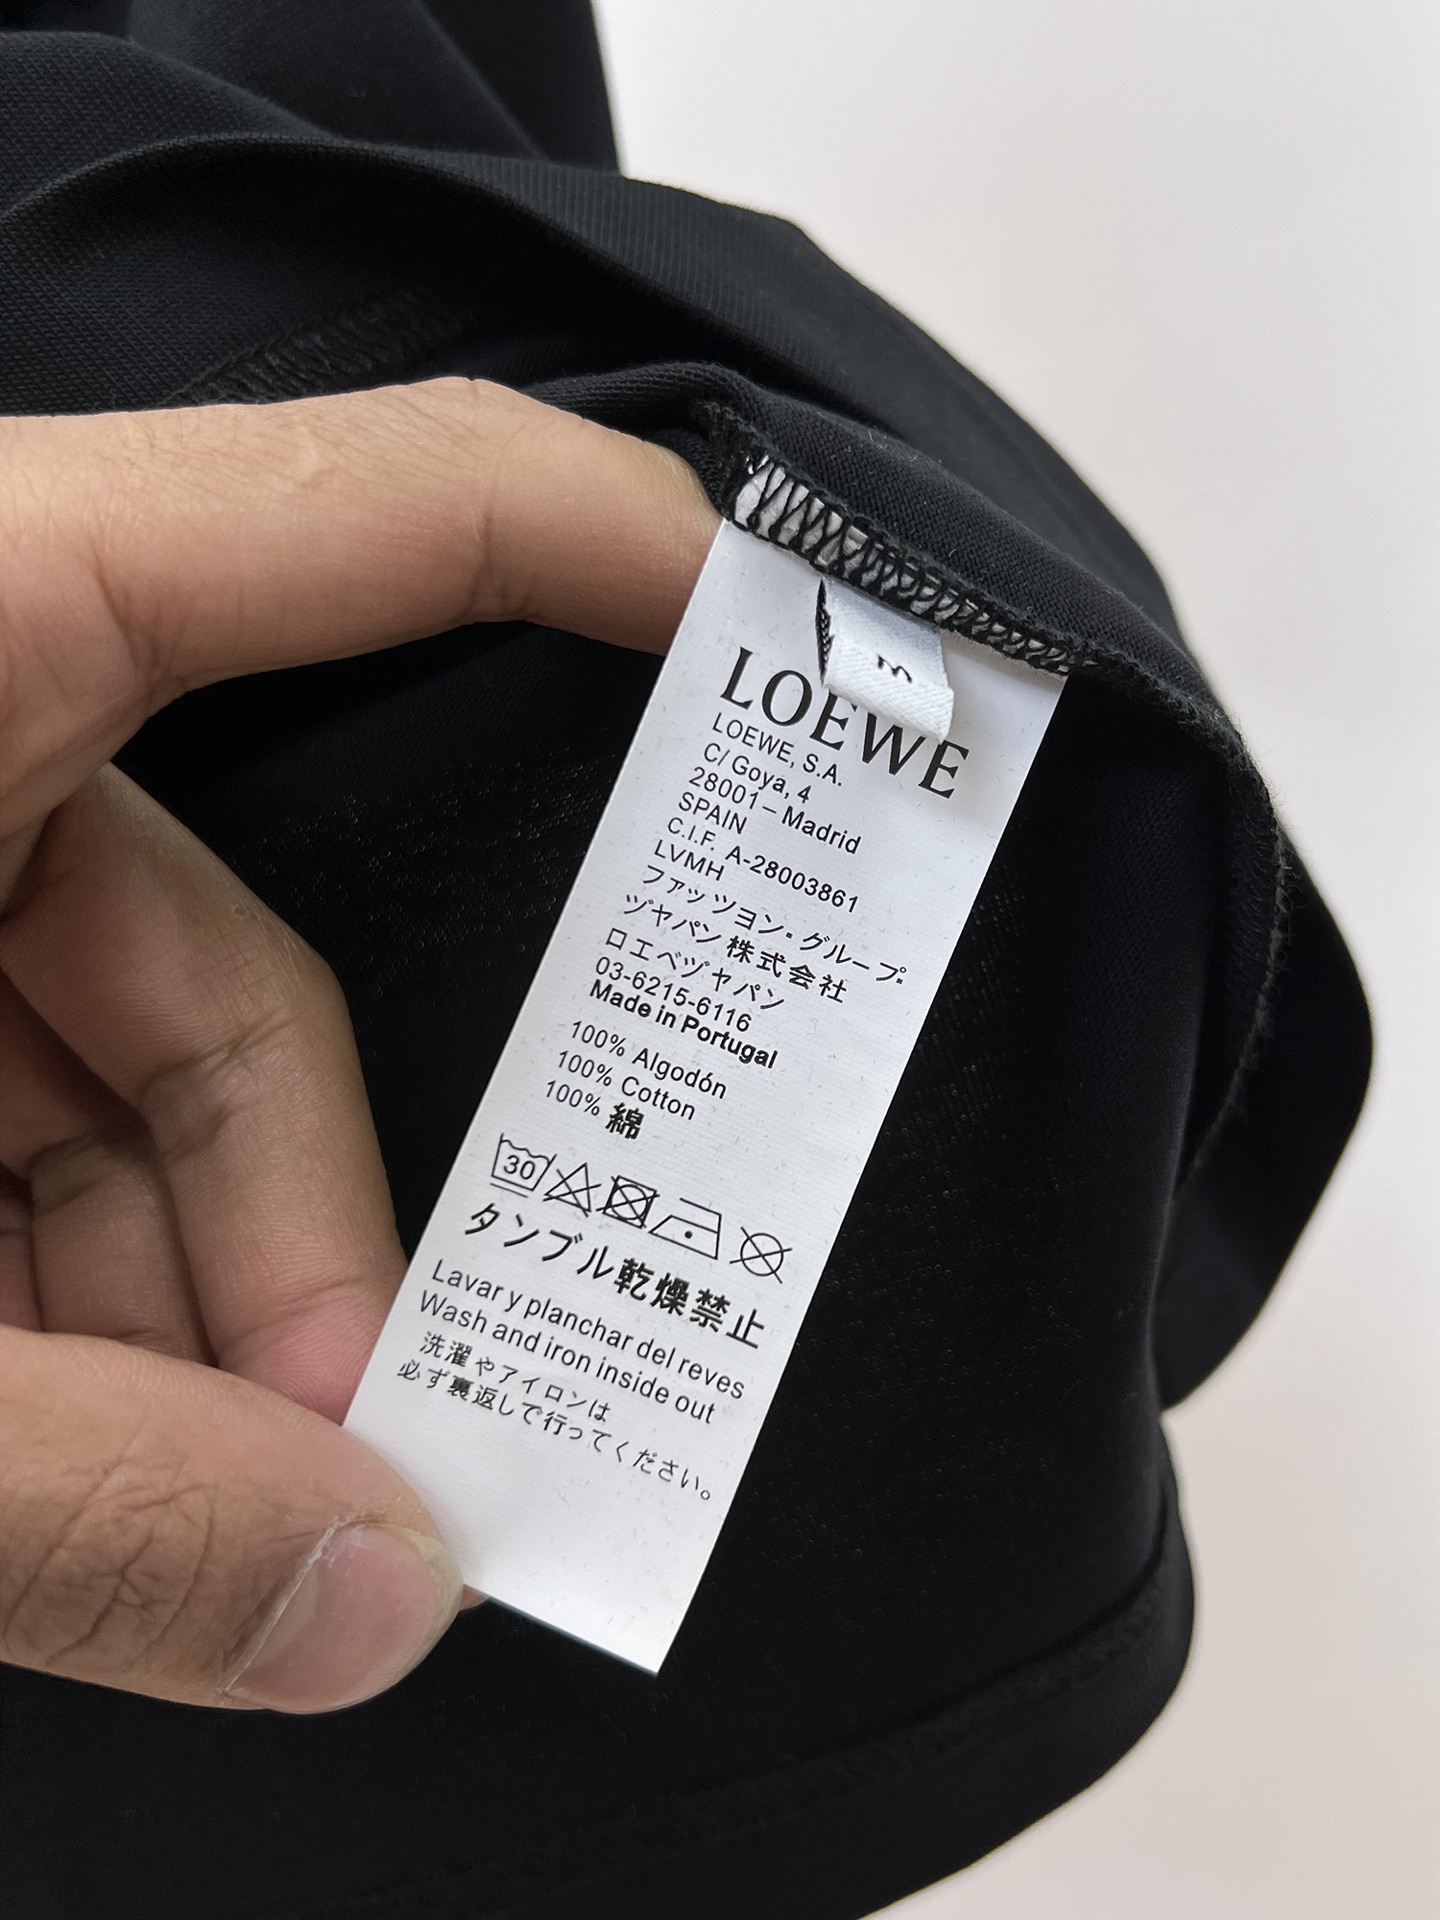 M
LOEWE
LOEWE, S.A.
C/ Goya, 4
28001– Madrid
SPAIN
C.I.F. A-28003861
LVMH
ファッツヨン・グループ・
ヅヤパン株式会社
ロエベヅヤパン
03-6215-6116
Made in Portugal
100% Algodón
100% Cotton
100% 綿
30
タンブル乾燥禁止
Lavar y planchar del reves
Wash and iron inside out
洗濯やアイロンは
必ず裏返しで行ってください。